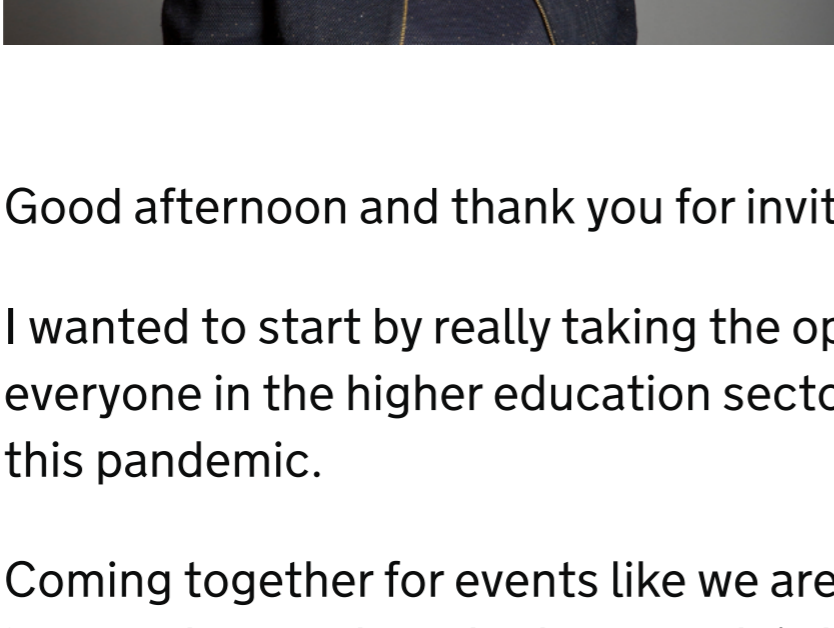 Good afternoon and thank you for invit
I wanted to start by really taking the op
everyone in the higher education secto
this pandemic.
Coming together for events like we are